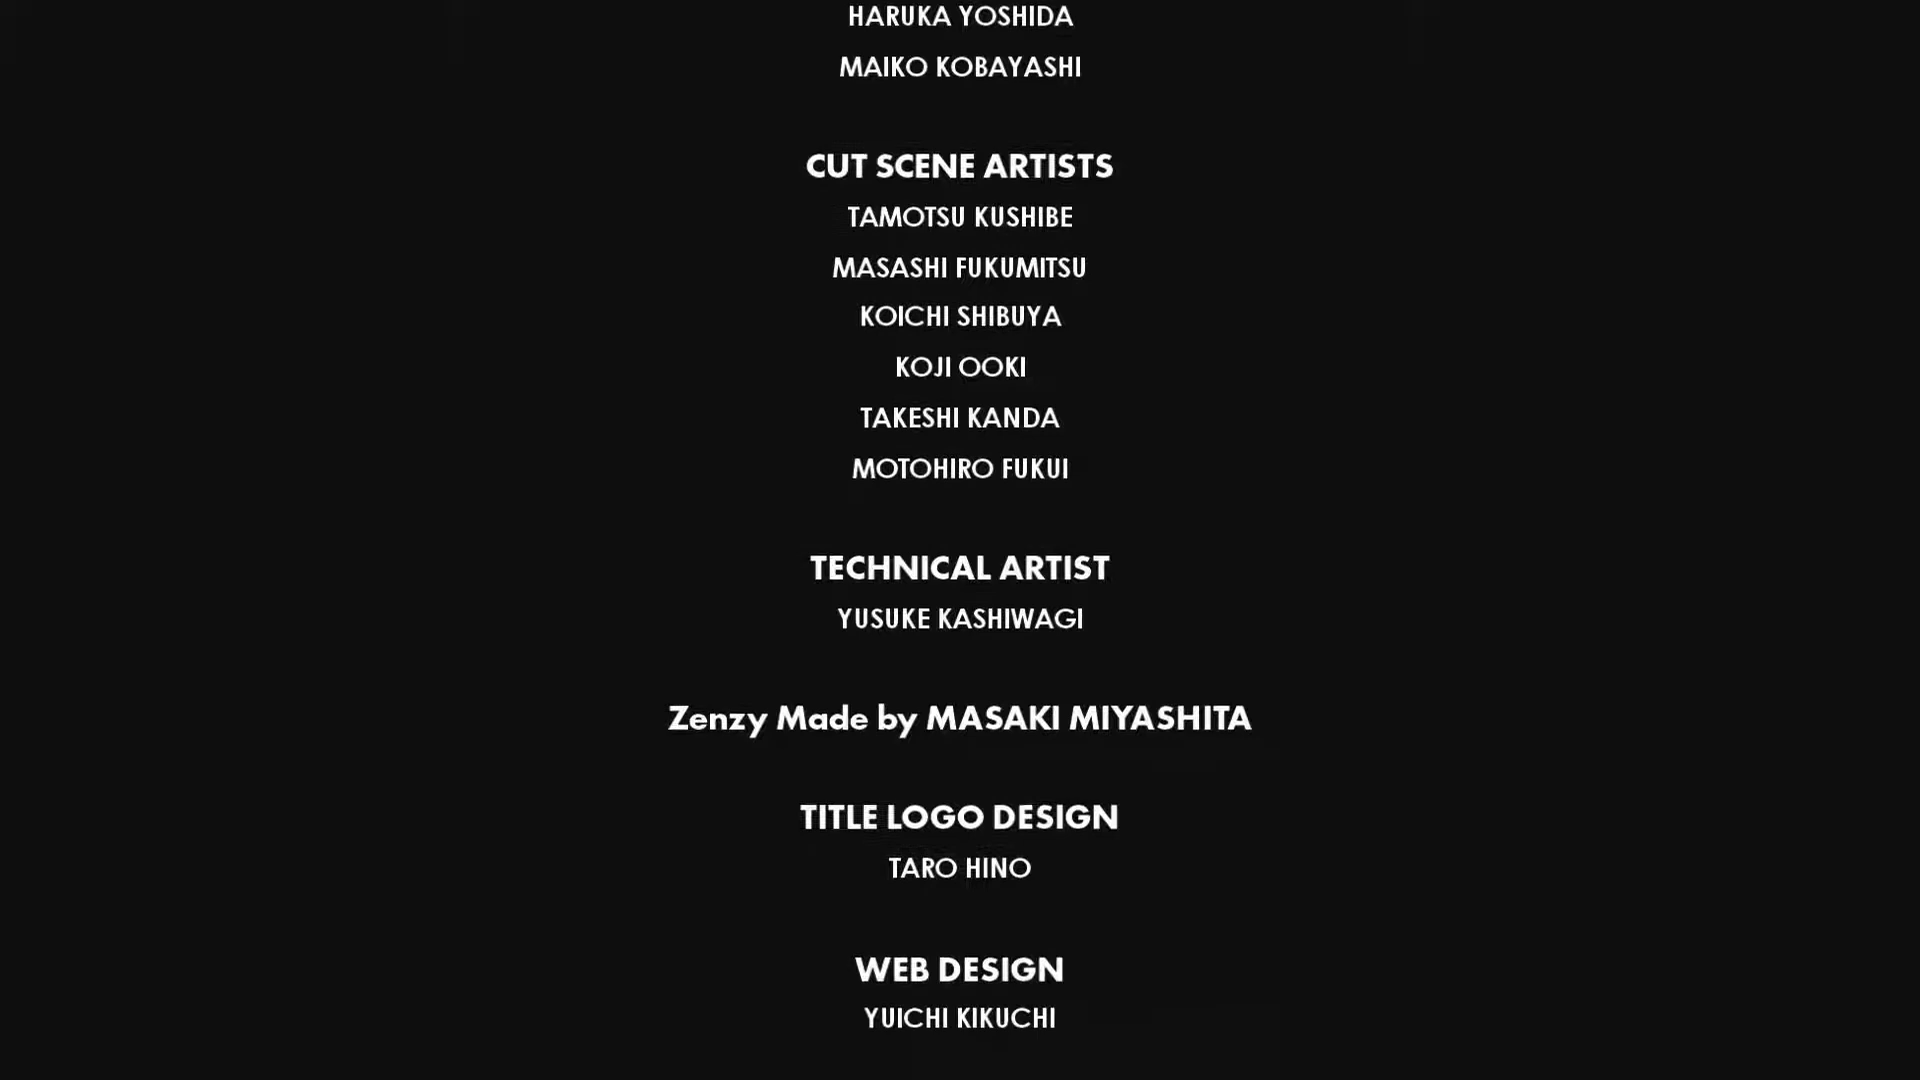 HARUKA YOSHIDA
MAIKO KOBAYASHI
CUT SCENE ARTISTS
TAMOTSU KUSHIBE
MASASHI FUKUMITSU
KOICHI SHIBUYA
KOJI OOKI
TAKESHI KANDA
MOTOHIRO FUKUI
TECHNICAL ARTIST
YUSUKE KASHIWAGI
Zenzy Made by MASAKI MIYASHITA
TITLE LOGO DESIGN
TARO HINO
WEB DESIGN
YUICHI KIKUCHI